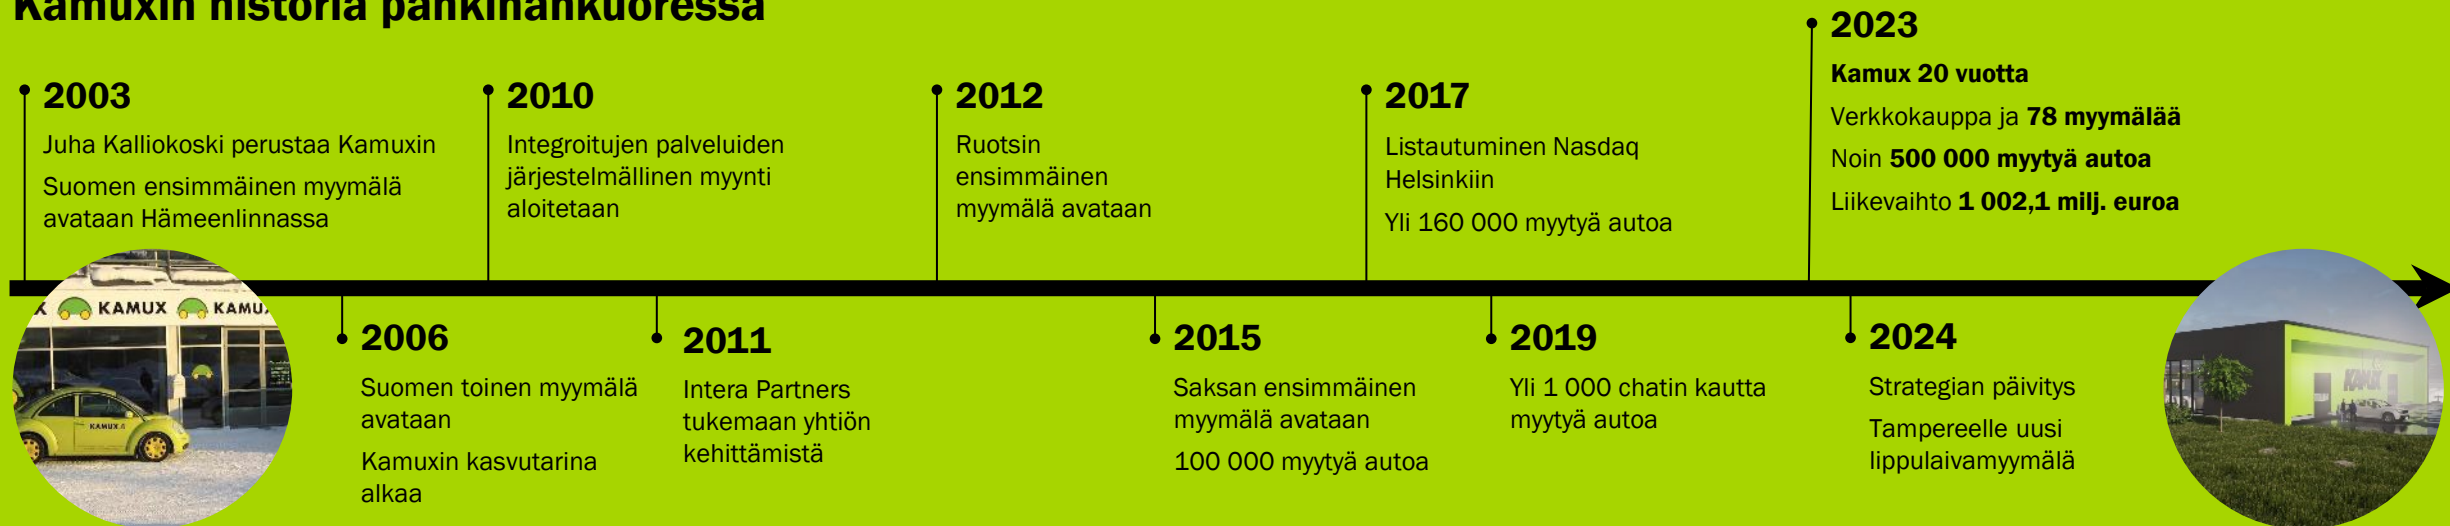 Kamuxin historia pähkinänkuoressa
2003
Juha Kalliokoski perustaa Kamuxin
Suomen ensimmäinen myymälä
avataan Hämeenlinnassa
2010
Integroitujen palveluiden
järjestelmällinen myynti
aloitetaan
2012
Ruotsin
ensimmäinen
myymälä avataan
2017
Listautuminen Nasdaq
Helsinkiin
Yli 160 000 myytyä autoa
2023
Kamux 20 vuotta
Verkkokauppa ja 78 myymälää
Noin 500 000 myytyä autoa
Liikevaihto 1 002,1 milj. euroa
KAMUX
KAMUX
KAMUX
2006
Suomen toinen myymälä
avataan
Kamuxin kasvutarina
alkaa
2011
Intera Partners
tukemaan yhtiön
kehittämistä
2015
Saksan ensimmäinen
myymälä avataan
100 000 myytyä autoa
2019
Yli 1 000 chatin kautta
myytyä autoa
2024
Strategian päivitys
Tampereelle uusi
lippulaivamyymälä
KAMUX